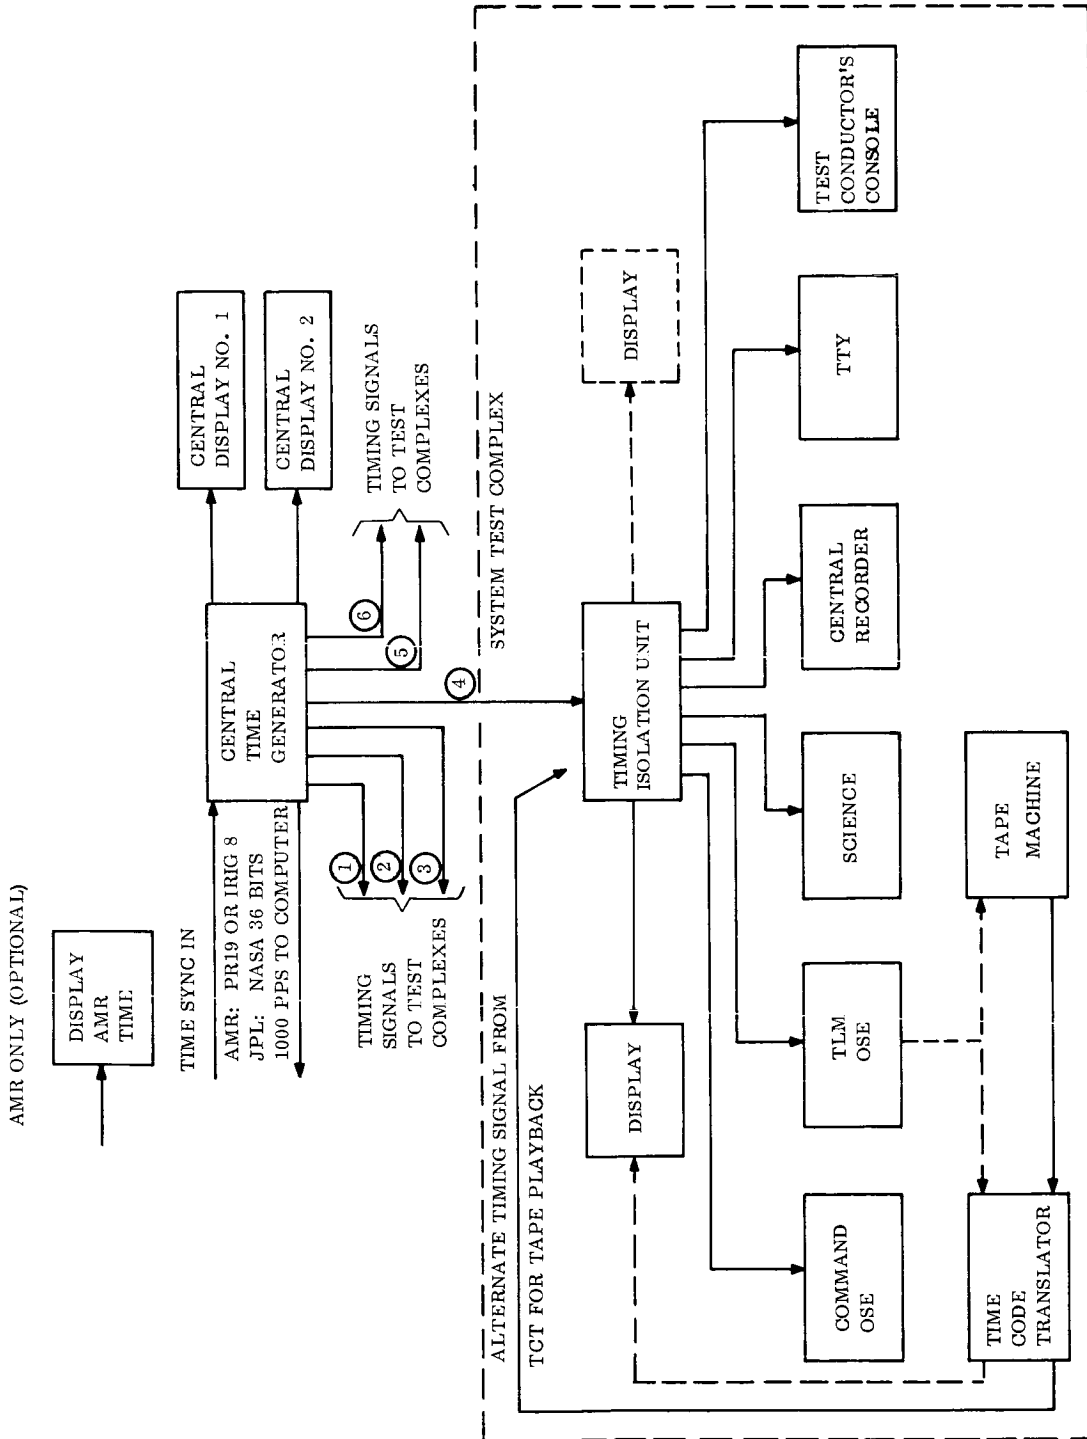 AMR ONLY (OPTIONAL)
DISPLAY
AMR
TIME
TIME SYNC IN
AMR: PR19 OR IRIG 8
JPL: NASA 36 BITS
1000 PPS TO COMPUTER
CENTRAL
TIME
GENERATOR
CENTRAL
DISPLAY NO. 1
CENTRAL
DISPLAY NO. 2
1
2
3
4
5
6
TIMING
SIGNALS
TO TEST
COMPLEXES
TIMING SIGNALS
TO TEST
COMPLEXES
SYSTEM TEST COMPLEX
ALTERNATE TIMING SIGNAL FROM
TCT FOR TAPE PLAYBACK
DISPLAY
TIMING
ISOLATION UNIT
DISPLAY
COMMAND
OSE
TLM
OSE
SCIENCE
CENTRAL
RECORDER
TTY
TEST
CONDUCTOR'S
CONSOLE
TIME
CODE
TRANSLATOR
TAPE
MACHINE